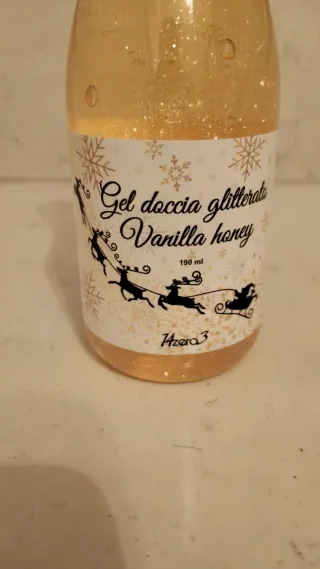 Gel doccia glitterato
Vanilla honey
190 ml
14zero3